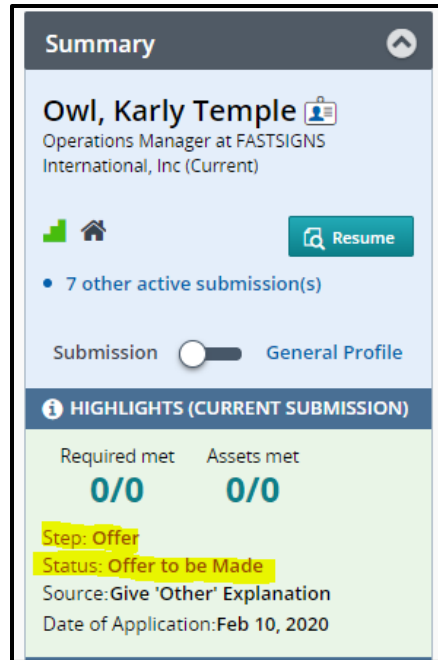 Summary
Owl, Karly Temple
Operations Manager at FASTSIGNS
International, Inc (Current)
Resume
7 other active submission(s)
Submission General Profile
HIGHLIGHTS (CURRENT SUBMISSION)
Required met Assets met
0/0 0/0
Step: Offer
Status: Offer to be Made
Source:Give 'Other' Explanation
Date of Application:Feb 10, 2020